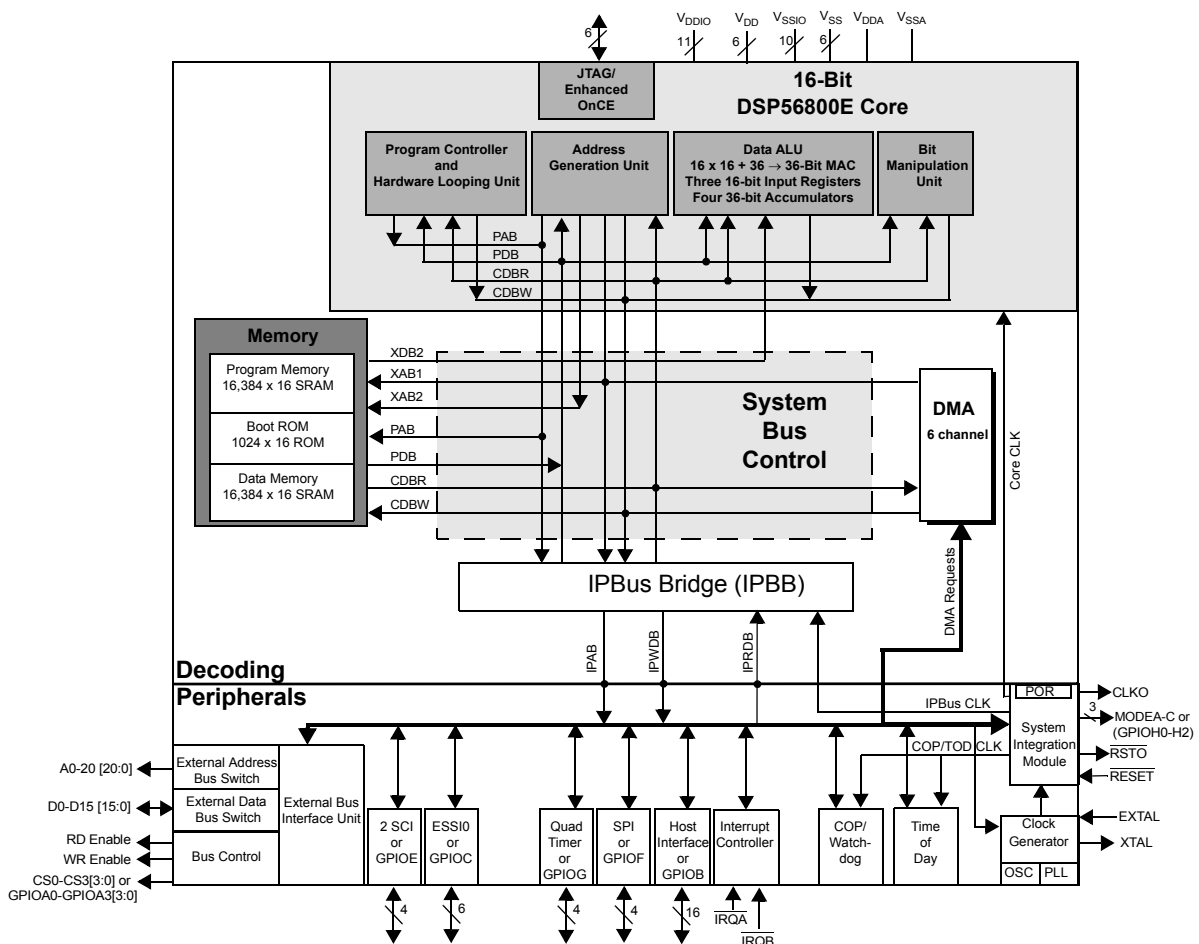 6
VDDIO
11
VDD
6
VSSIO
10
VSS
6
VDDA
VSSA
JTAG/
Enhanced
OnCE
16-Bit
DSP56800E Core
Program Controller
and
Hardware Looping Unit
Address
Generation Unit
Data ALU
16 x 16 + 36 → 36-Bit MAC
Three 16-bit Input Registers
Four 36-bit Accumulators
Bit
Manipulation
Unit
PAB
PDB
CDBR
CDBW
Memory
Program Memory
16,384 x 16 SRAM
Boot ROM
1024 x 16 ROM
Data Memory
16,384 x 16 SRAM
XDB2
XAB1
XAB2
PAB
PDB
CDBR
CDBW
System
Bus
Control
DMA
6 channel
Core CLK
DMA Requests
IPBus Bridge (IPBB)
IPAB
IPWDB
IPRDB
Decoding
Peripherals
IPBus CLK
COP/TOD CLK
POR
System
Integration
Module
CLKO
3
MODEA-C or
(GPIOH0-H2)
RSTO
RESET
EXTAL
XTAL
Clock
Generator
OSC
PLL
A0-20 [20:0]
D0-D15 [15:0]
RD Enable
WR Enable
CS0-CS3[3:0] or
GPIOA0-GPIOA3[3:0]
External Address
Bus Switch
External Data
Bus Switch
Bus Control
External Bus
Interface Unit
2 SCI
or
GPIOE
4
ESSI0
or
GPIOC
6
Quad
Timer
or
GPIOG
4
SPI
or
GPIOF
4
Host
Interface
or
GPIOB
16
Interrupt
Controller
IRQA
IRQB
COP/
Watch-
dog
Time
of
Day